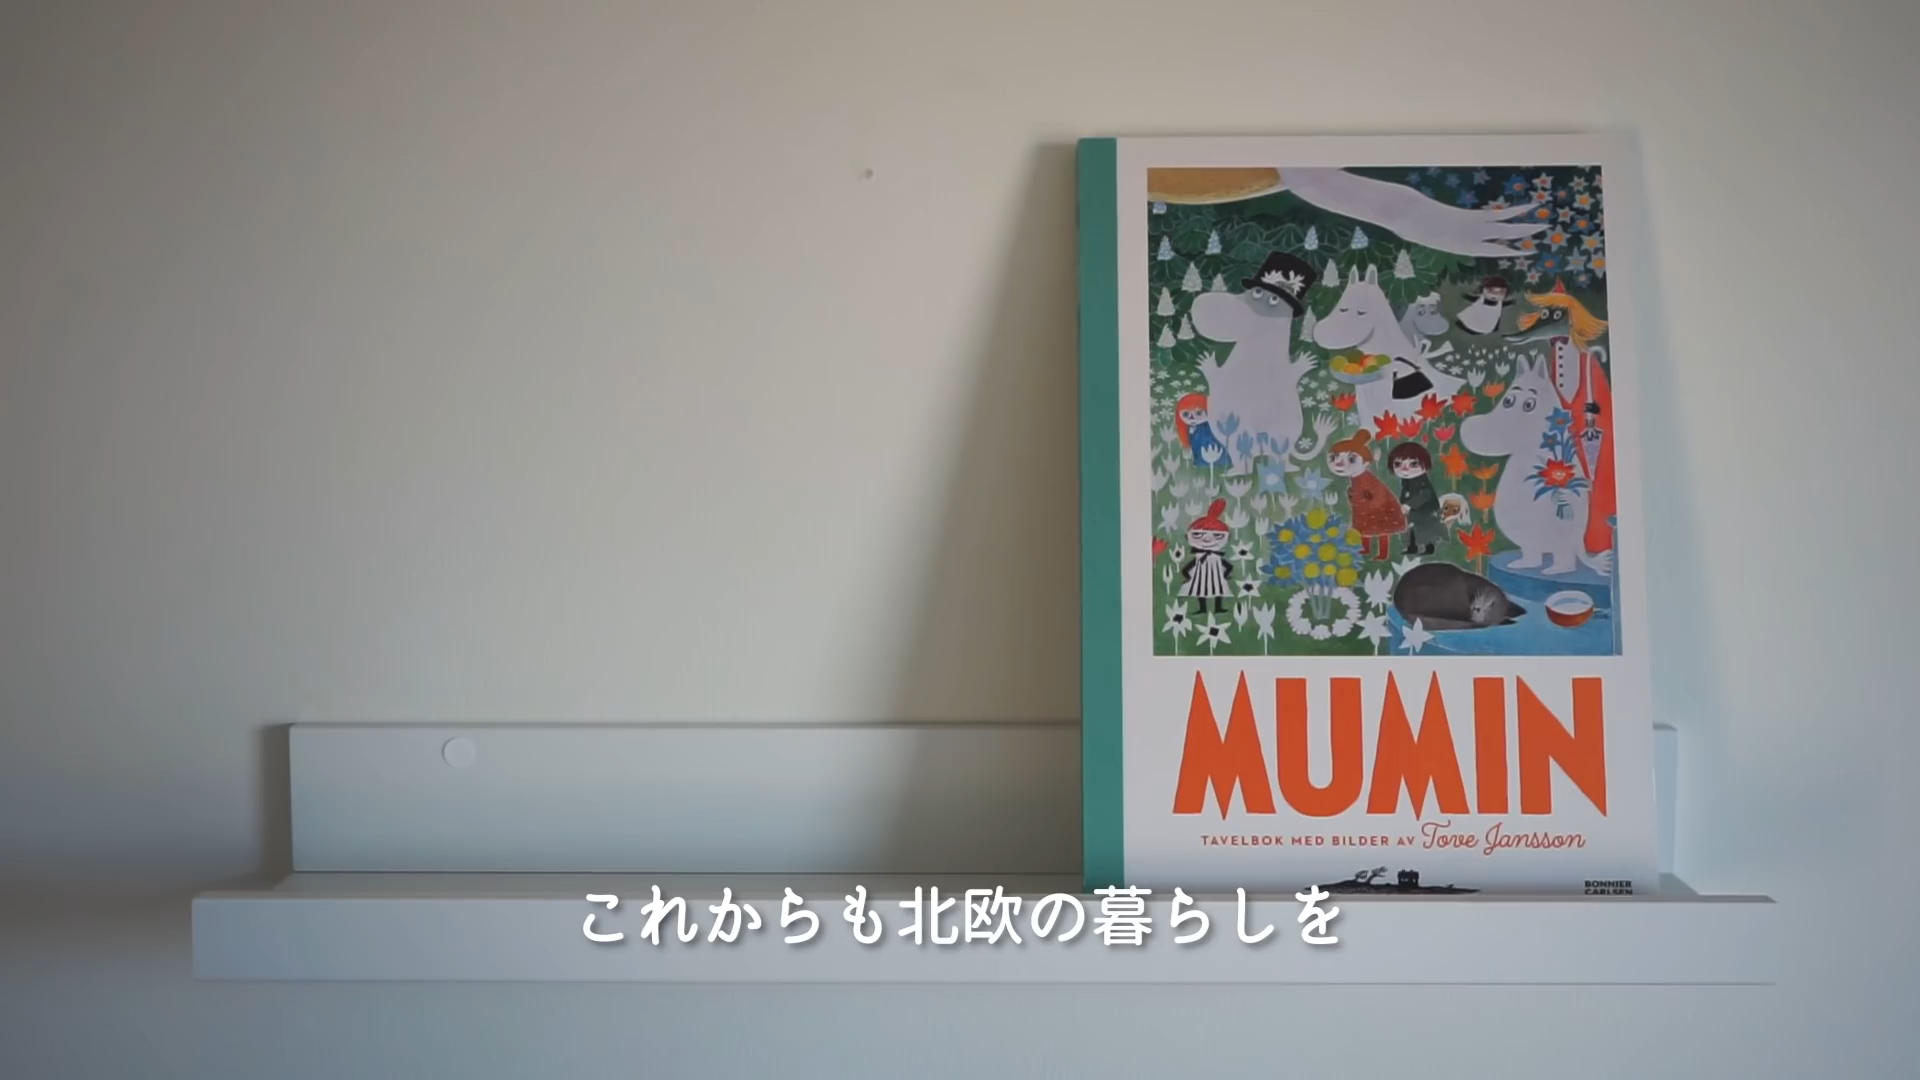 MUMIN
TAVELBOK MED BILDER AV Tove Jansson
BONNIER
CARLSEN
これからも北欧の暮らしを